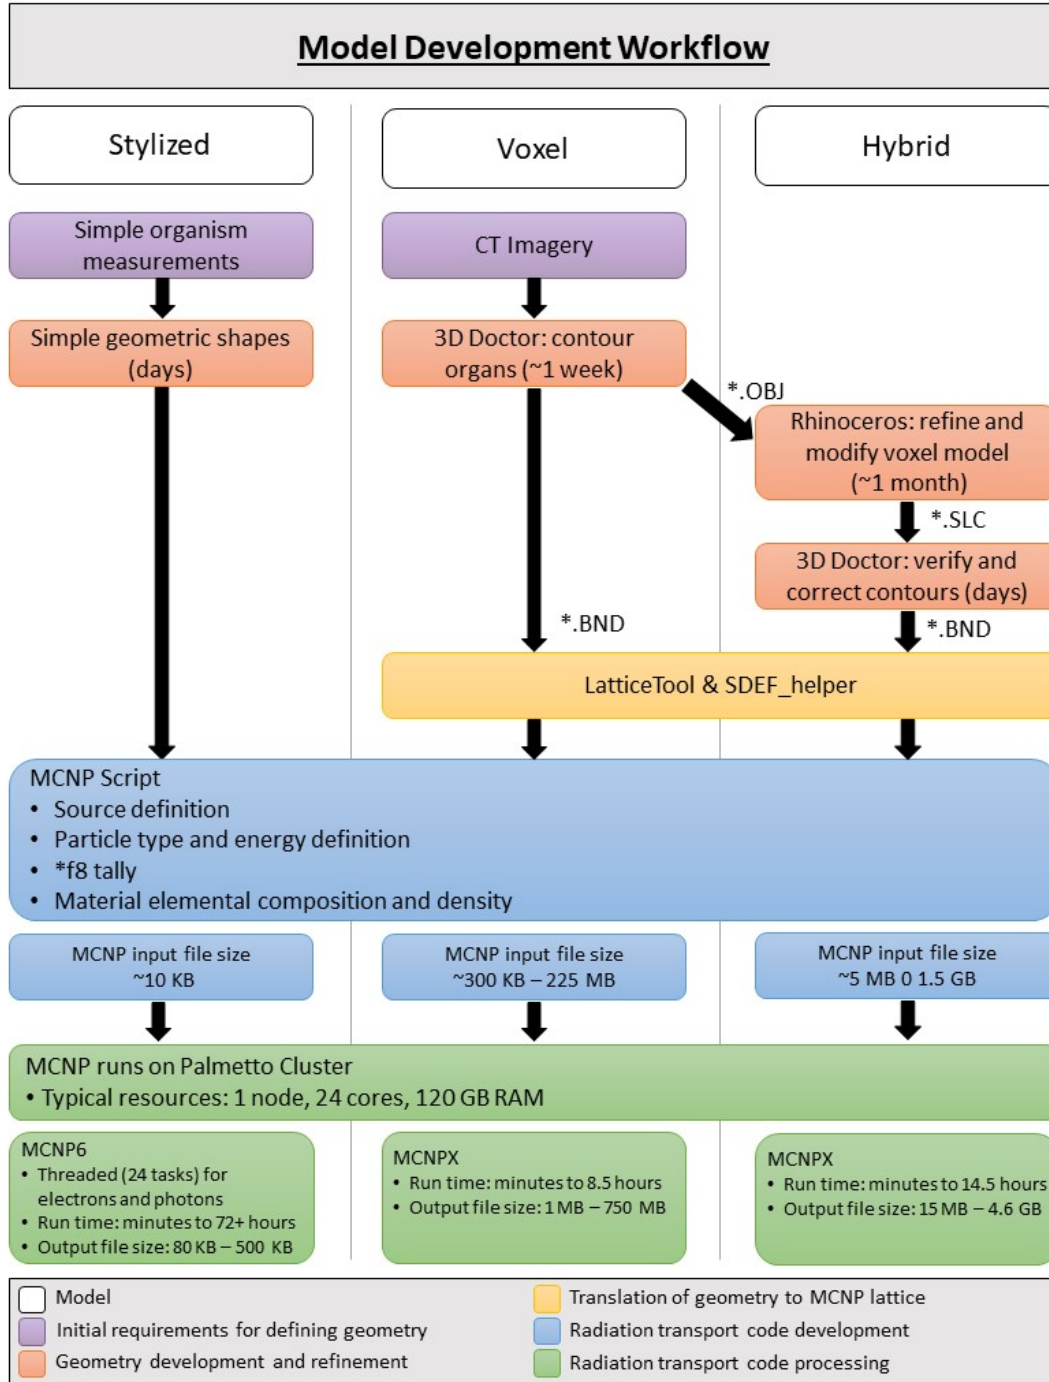 Model Development Workflow
Stylized
Voxel
Hybrid
Simple organism
measurements
CT Imagery
Simple geometric shapes
(days)
3D Doctor: contour
organs (~1 week)
*.OBJ
Rhinoceros: refine and
modify voxel model
(~1 month)
*.SLC
3D Doctor: verify and
correct contours (days)
*.BND
*.BND
LatticeTool & SDEF_helper
MCNP Script
• Source definition
• Particle type and energy definition
• *f8 tally
• Material elemental composition and density
MCNP input file size
~10 KB
MCNP input file size
~300 KB – 225 MB
MCNP input file size
~5 MB 0 1.5 GB
MCNP runs on Palmetto Cluster
• Typical resources: 1 node, 24 cores, 120 GB RAM
MCNP6
• Threaded (24 tasks) for
electrons and photons
• Run time: minutes to 72+ hours
• Output file size: 80 KB – 500 KB
MCNPX
• Run time: minutes to 8.5 hours
• Output file size: 1 MB – 750 MB
MCNPX
• Run time: minutes to 14.5 hours
• Output file size: 15 MB – 4.6 GB
Model
Initial requirements for defining geometry
Geometry development and refinement
Translation of geometry to MCNP lattice
Radiation transport code development
Radiation transport code processing